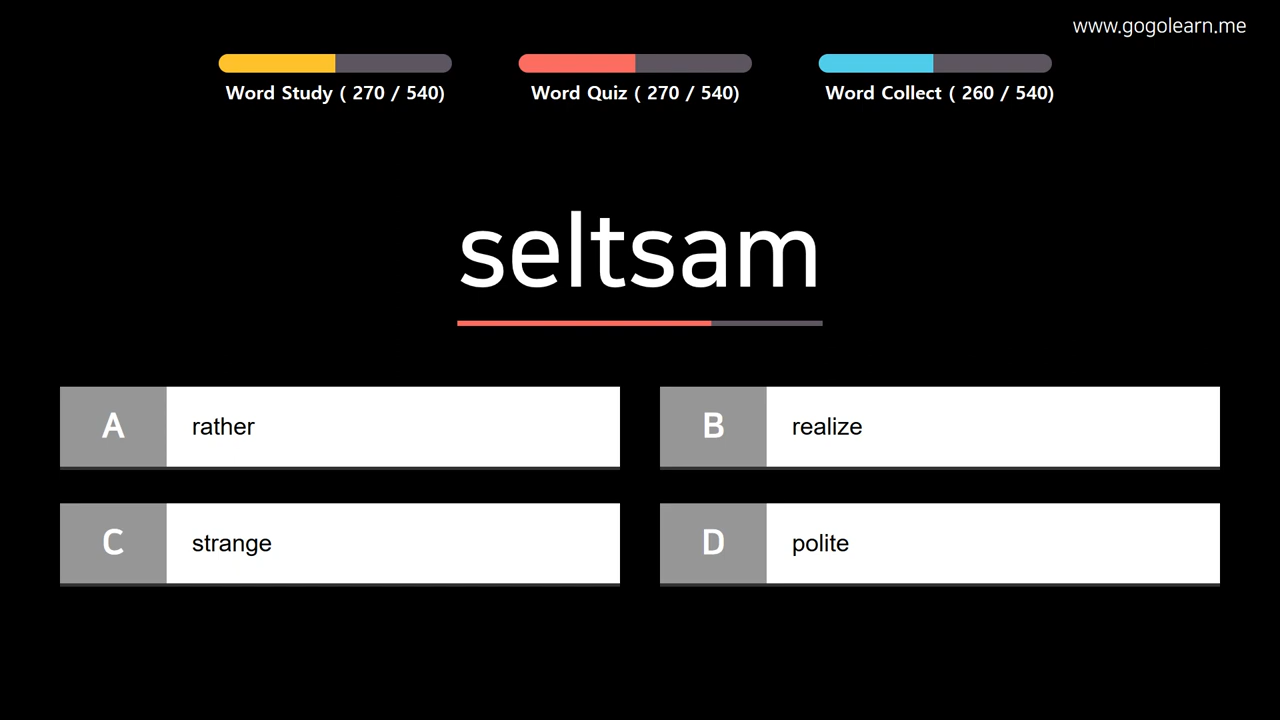 www.gogolearn.me
Word Study ( 270 / 540)
Word Quiz ( 270 / 540)
Word Collect ( 260 / 540)
seltsam
A rather
B realize
C strange
D polite